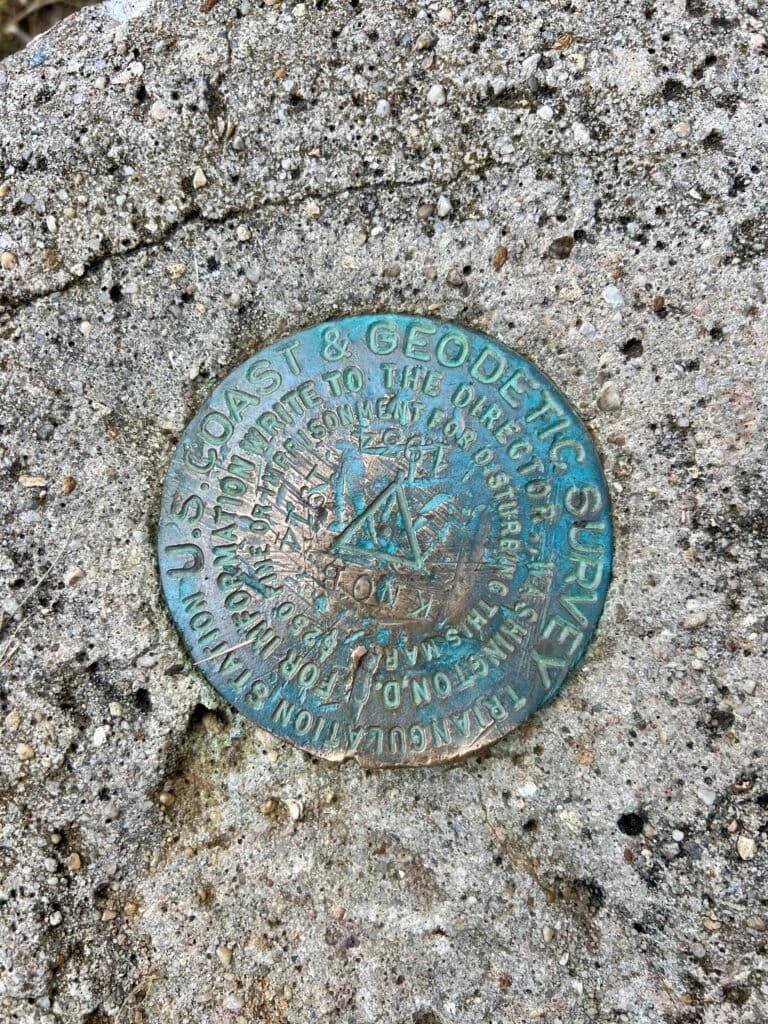 U.S. COAST & GEODETIC SURVEY
TRIANGULATION STATION
FOR INFORMATION WRITE TO THE DIRECTOR, WASHINGTON, D.C.
$250 FINE OR IMPRISONMENT FOR DISTURBING THIS MARK.
KNOB